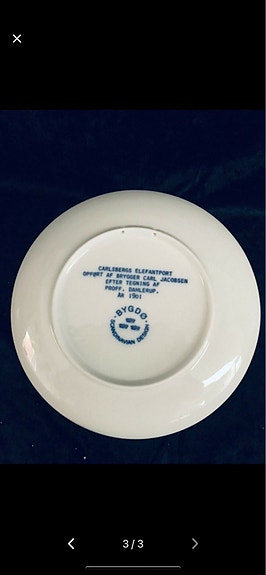 CARLSBERGS ELEFANTPORT
OPFØRT AF BRYGGER CARL JACOBSEN
EFTER TEGNING AF
PROFF. DAHLERUP.
ÅR 1901
· BYGDØ ·
SCANDINAVIAN DESIGN
3/3